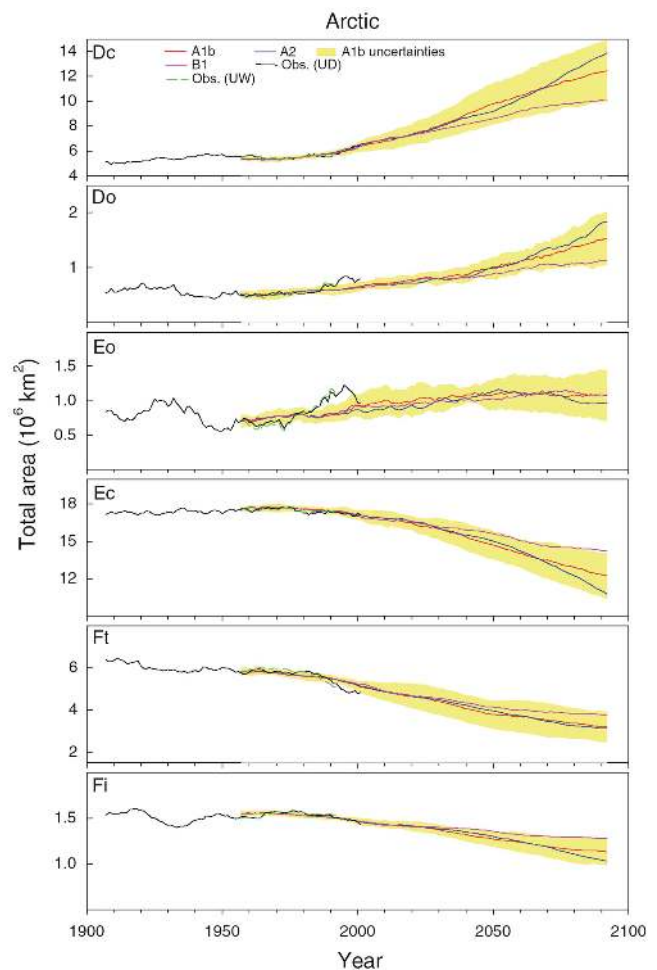 Arctic
Dc
A1b
A2
A1b uncertainties
B1
Obs. (UD)
Obs. (UW)
14
12
10
8
6
4
Do
2
1
Eo
1.5
1.0
0.5
Total area (10⁶ km²)
Ec
18
15
12
Ft
6
4
2
Fi
1.5
1.0
1900
1950
2000
2050
2100
Year